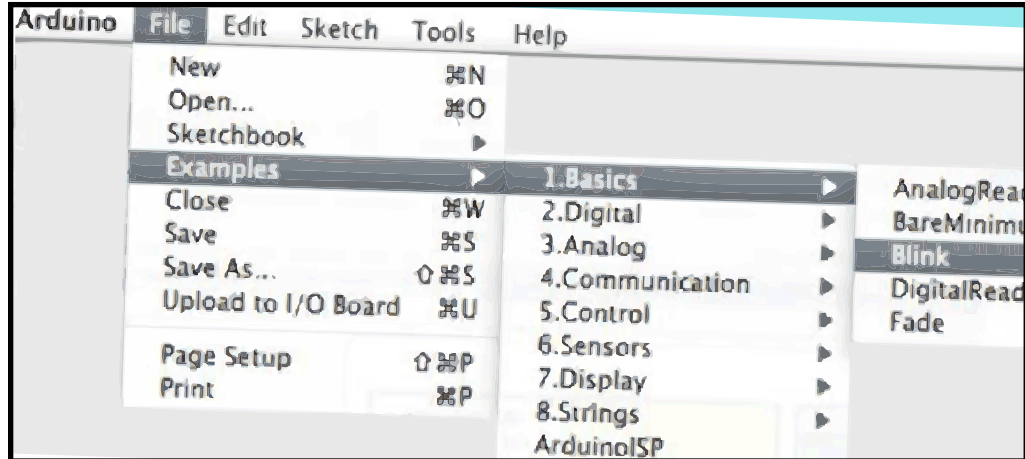 Arduino File Edit Sketch Tools Help
New ⌘N
Open... ⌘O
Sketchbook
Examples
Close ⌘W
Save ⌘S
Save As... ⇧⌘S
Upload to I/O Board ⌘U
Page Setup ⇧⌘P
Print ⌘P
1.Basics
2.Digital
3.Analog
4.Communication
5.Control
6.Sensors
7.Display
8.Strings
ArduinoISP
AnalogRead
BareMinimu
Blink
DigitalRead
Fade